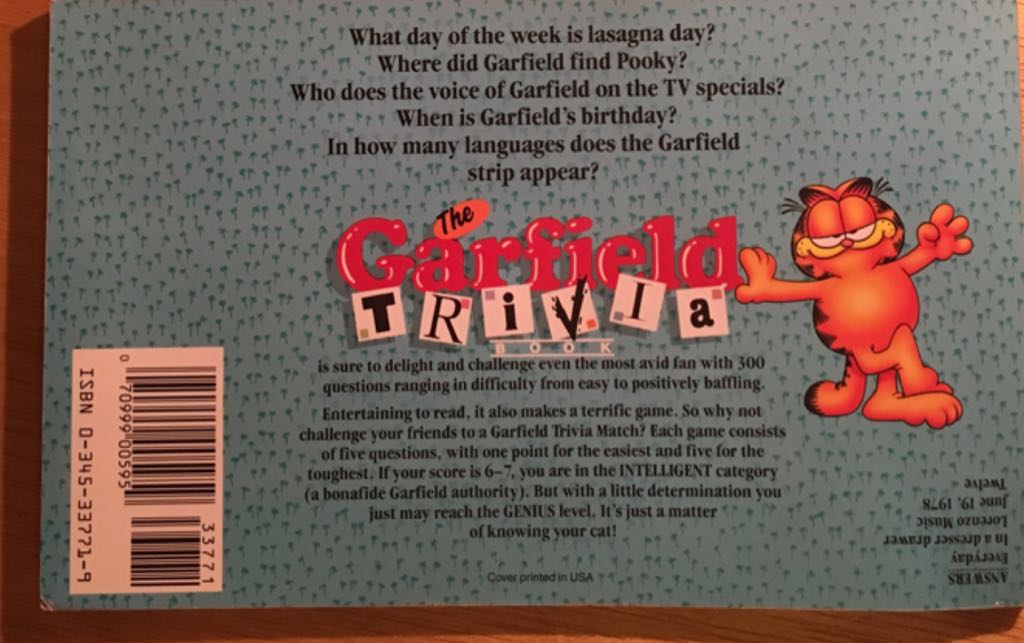 What day of the week is lasagna day?
Where did Garfield find Pooky?
Who does the voice of Garfield on the TV specials?
When is Garfield's birthday?
In how many languages does the Garfield
strip appear?
The
Garfield
TRiVIa
BOOK
is sure to delight and challenge even the most avid fan with 300
questions ranging in difficulty from easy to positively baffling.
Entertaining to read, it also makes a terrific game. So why not
challenge your friends to a Garfield Trivia Match? Each game consists
of five questions, with one point for the easiest and five for the
toughest. If your score is 6–7, you are in the INTELLIGENT category
(a bonafide Garfield authority). But with a little determination you
just may reach the GENIUS level. It's just a matter
of knowing your cat!
Cover printed in USA
ISBN 0-345-33771-9
0
70999 00595
33771
ANSWERS
Everyday
In a dresser drawer
Lorenzo Music
June 19, 1978
Twelve